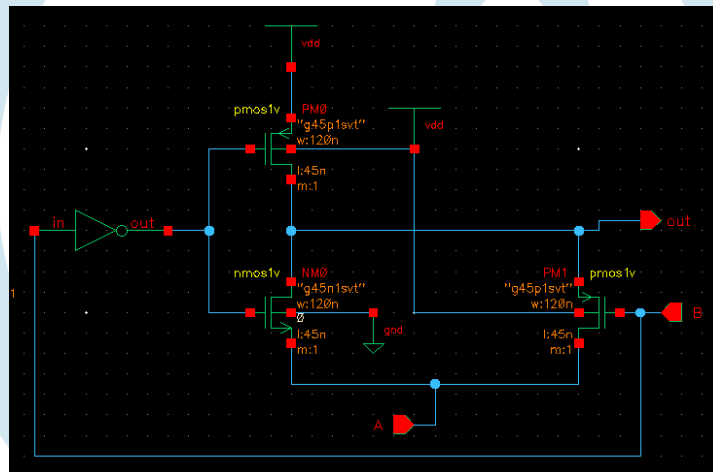 vdd
pmos1v PM0
"g45p1svt"
w:120n
l:45n
m:1
vdd
in out
out
nmos1v NM0
"g45n1svt"
w:120n
l:45n
m:1
gnd
PM1 pmos1v
"g45p1svt"
w:120n
l:45n
m:1
B
A